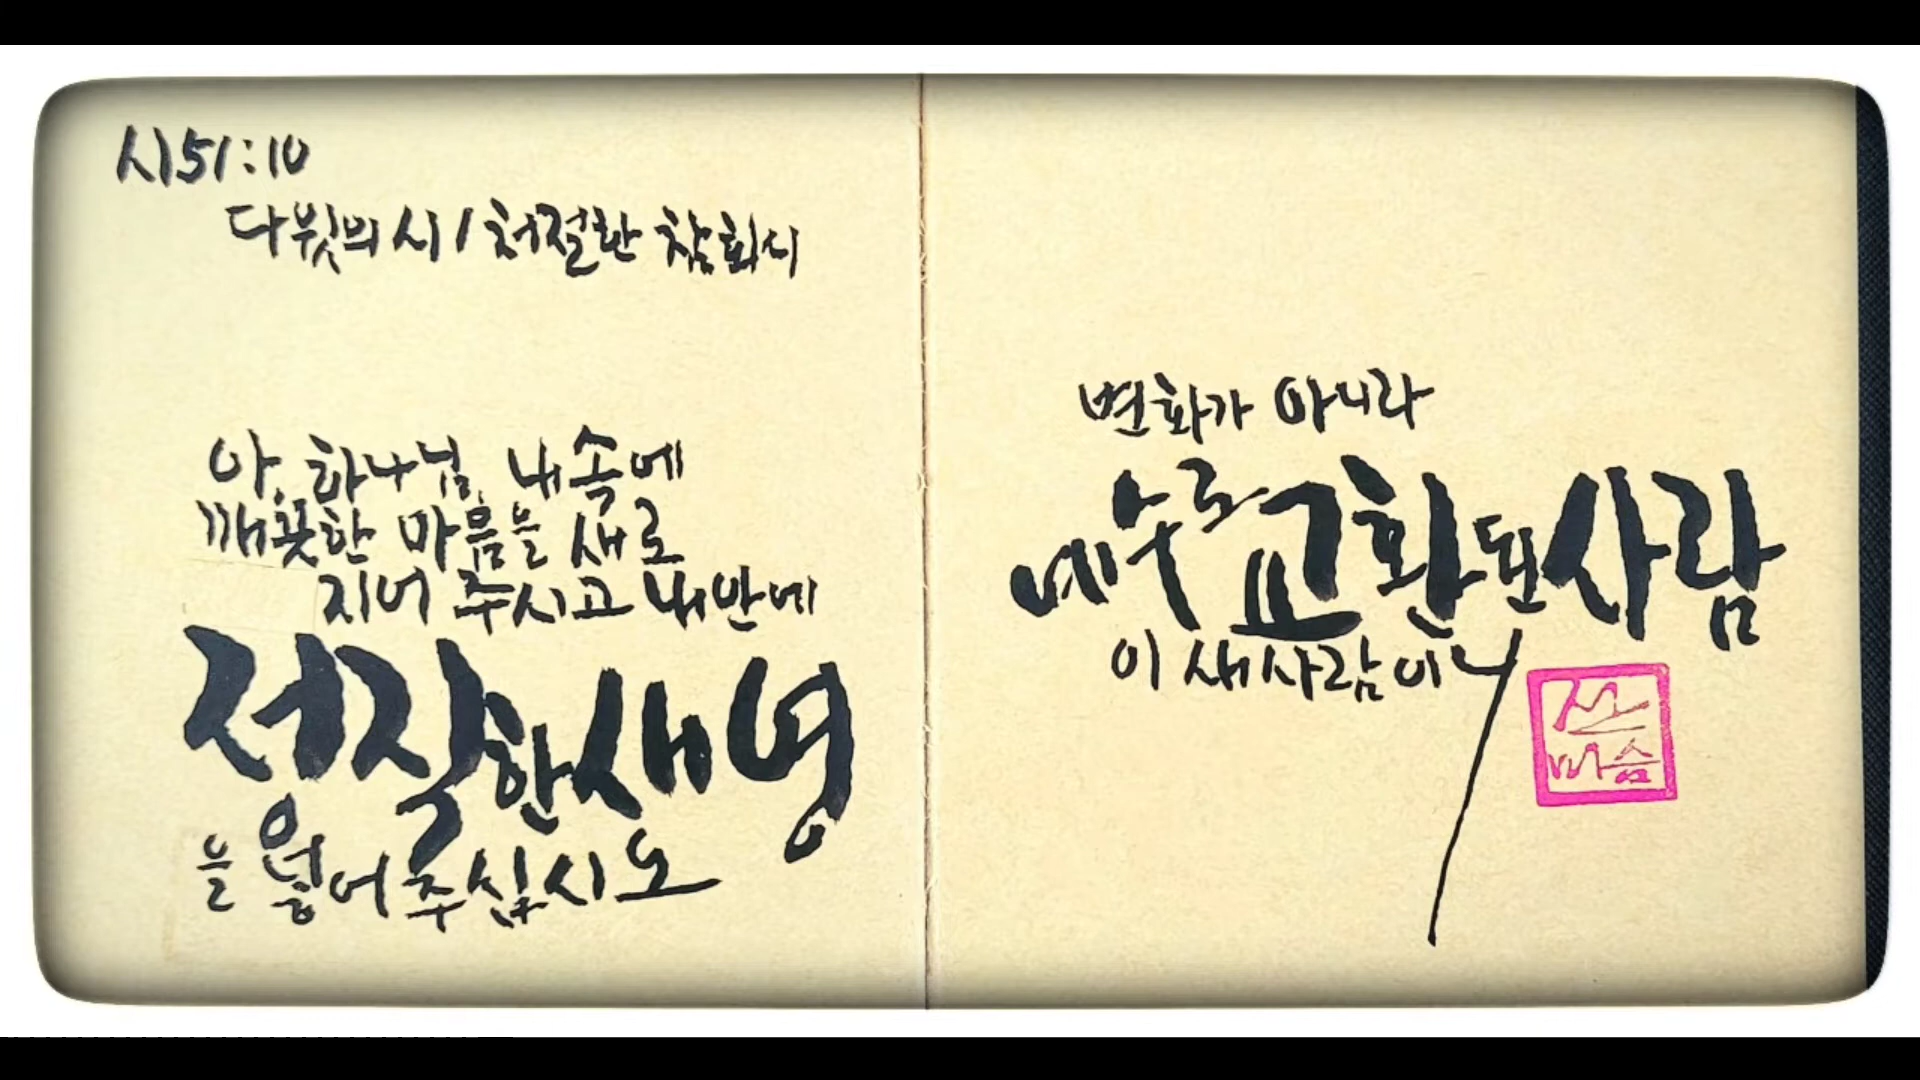 시51:10
다윗의 시 / 처절한 참회시
아, 하나님, 내 속에
깨끗한 마음을 새로
지어 주시고 내 안에
정직한 새 영
을 넣어 주십시오
변화가 아니라
예수로 교환된 사람
이 새사람이니
선
마음